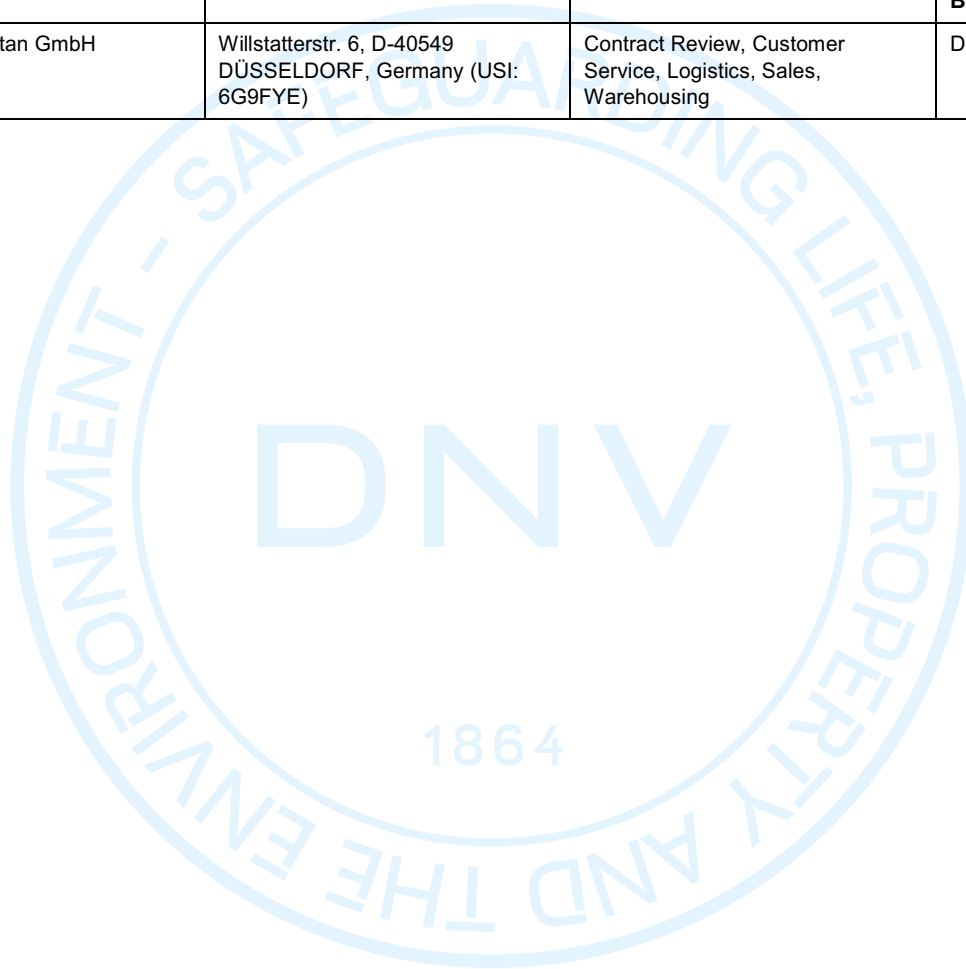 B
tan GmbH
Willstatterstr. 6, D-40549
DÜSSELDORF, Germany (USI:
6G9FYE)
Contract Review, Customer
Service, Logistics, Sales,
Warehousing
D
SAFEGUARDING LIFE, PROPERTY AND THE ENVIRONMENT -
DNV
1864